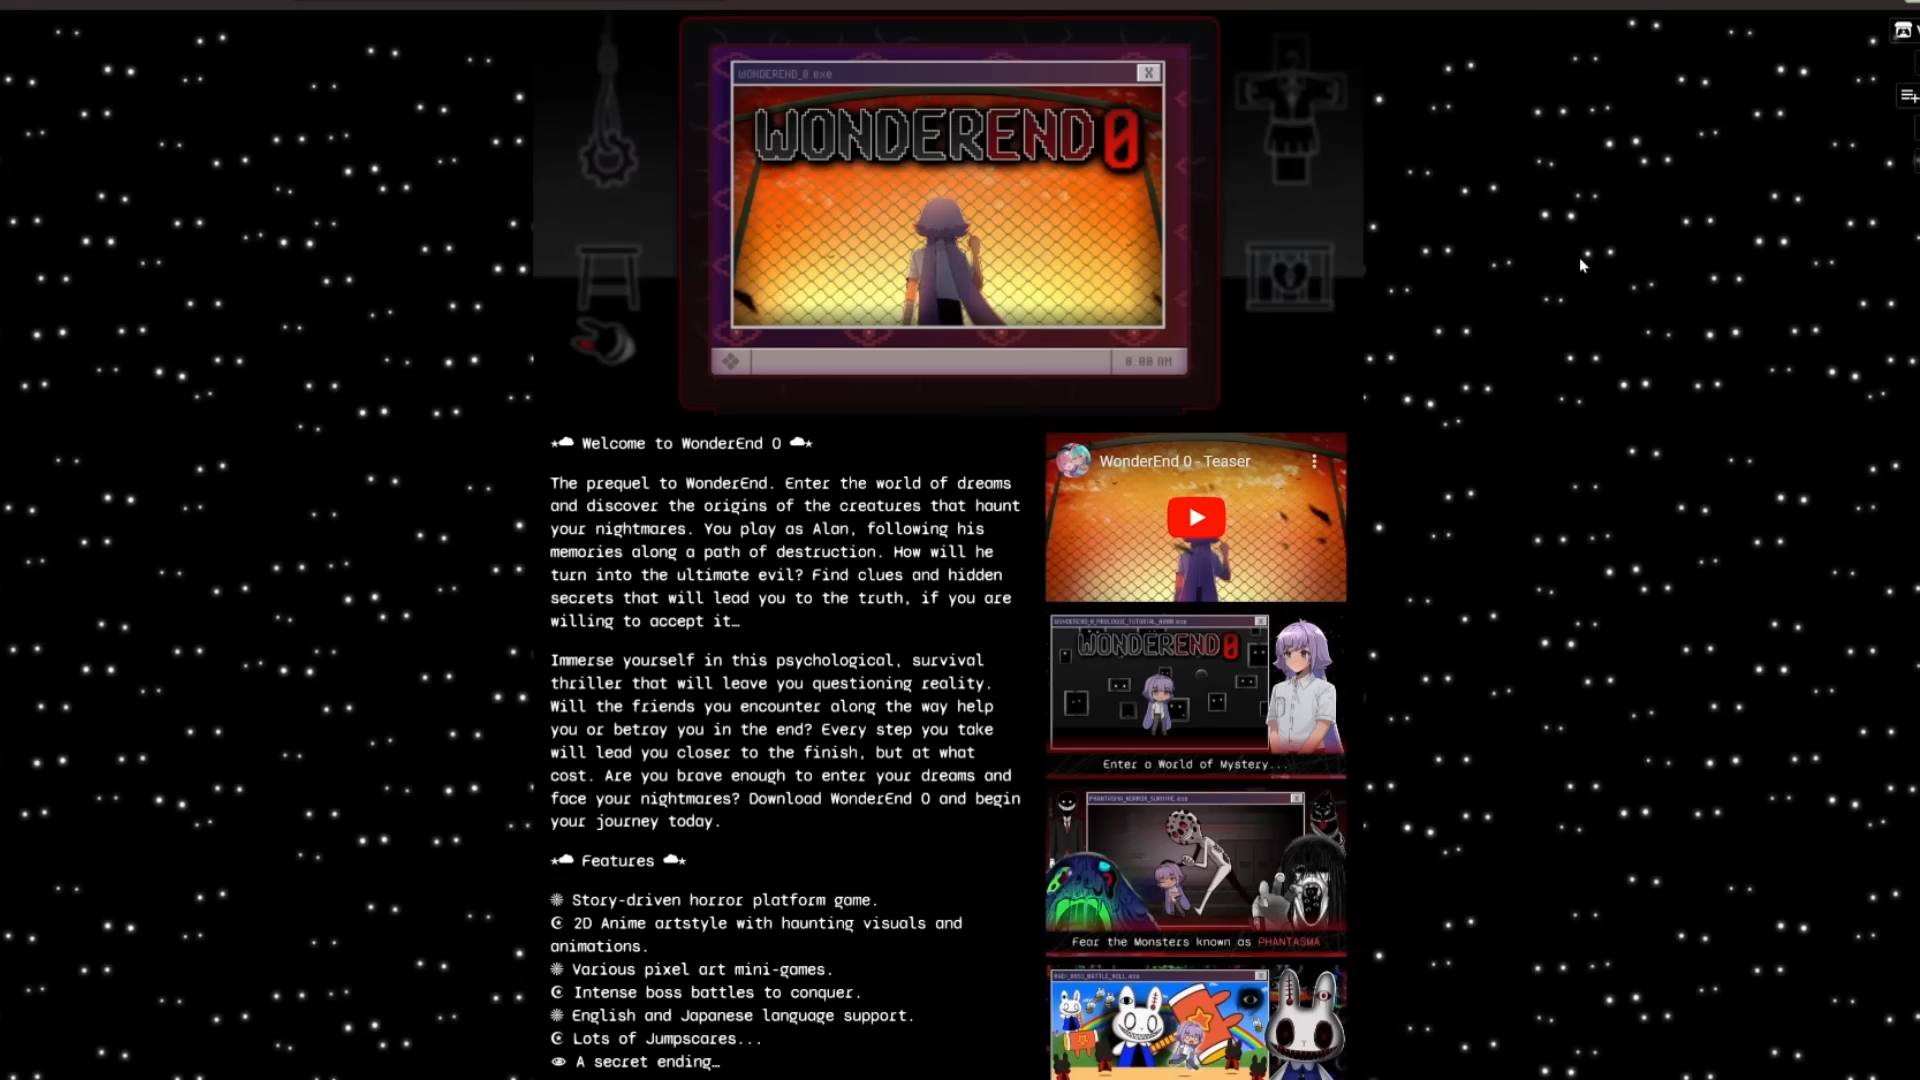 WONDEREND_0.exe
X
WONDEREND 0
0:00 AM
Welcome to WonderEnd 0
The prequel to WonderEnd. Enter the world of dreams
and discover the origins of the creatures that haunt
your nightmares. You play as Alan, following his
memories along a path of destruction. How will he
turn into the ultimate evil? Find clues and hidden
secrets that will lead you to the truth, if you are
willing to accept it…
Immerse yourself in this psychological, survival
thriller that will leave you questioning reality.
Will the friends you encounter along the way help
you or betray you in the end? Every step you take
will lead you closer to the finish, but at what
cost. Are you brave enough to enter your dreams and
face your nightmares? Download WonderEnd 0 and begin
your journey today.
Features
Story-driven horror platform game.
2D Anime artstyle with haunting visuals and
animations.
Various pixel art mini-games.
Intense boss battles to conquer.
English and Japanese language support.
Lots of Jumpscares...
A secret ending…
WonderEnd 0 - Teaser
WONDEREND 0
Enter a World of Mystery...
Fear the Monsters known as PHANTASMA